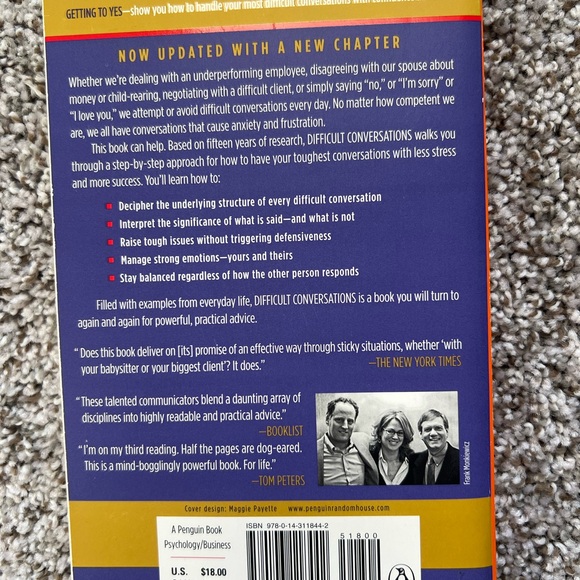 GETTING TO YES—show you how to handle your most difficult conversations with
NOW UPDATED WITH A NEW CHAPTER
Whether we're dealing with an underperforming employee, disagreeing with our spouse about
money or child-rearing, negotiating with a difficult client, or simply saying "no," or "I'm sorry" or
"I love you," we attempt or avoid difficult conversations every day. No matter how competent we
are, we all have conversations that cause anxiety and frustration.
This book can help. Based on fifteen years of research, DIFFICULT CONVERSATIONS walks you
through a step-by-step approach for how to have your toughest conversations with less stress
and more success. You'll learn how to:
Decipher the underlying structure of every difficult conversation
Interpret the significance of what is said—and what is not
Raise tough issues without triggering defensiveness
Manage strong emotions—yours and theirs
Stay balanced regardless of how the other person responds
Filled with examples from everyday life, DIFFICULT CONVERSATIONS is a book you will turn to
again and again for powerful, practical advice.
"Does this book deliver on [its] promise of an effective way through sticky situations, whether 'with
your babysitter or your biggest client'? It does." —THE NEW YORK TIMES
"These talented communicators blend a daunting array of
disciplines into highly readable and practical advice."
—BOOKLIST
"I'm on my third reading. Half the pages are dog-eared.
This is a mind-bogglingly powerful book. For life."
—TOM PETERS
Frank Monkiewicz
Cover design: Maggie Payette www.penguinrandomhouse.com
A Penguin Book
Psychology/Business
ISBN 978-0-14-311844-2
51800
U.S. $18.00